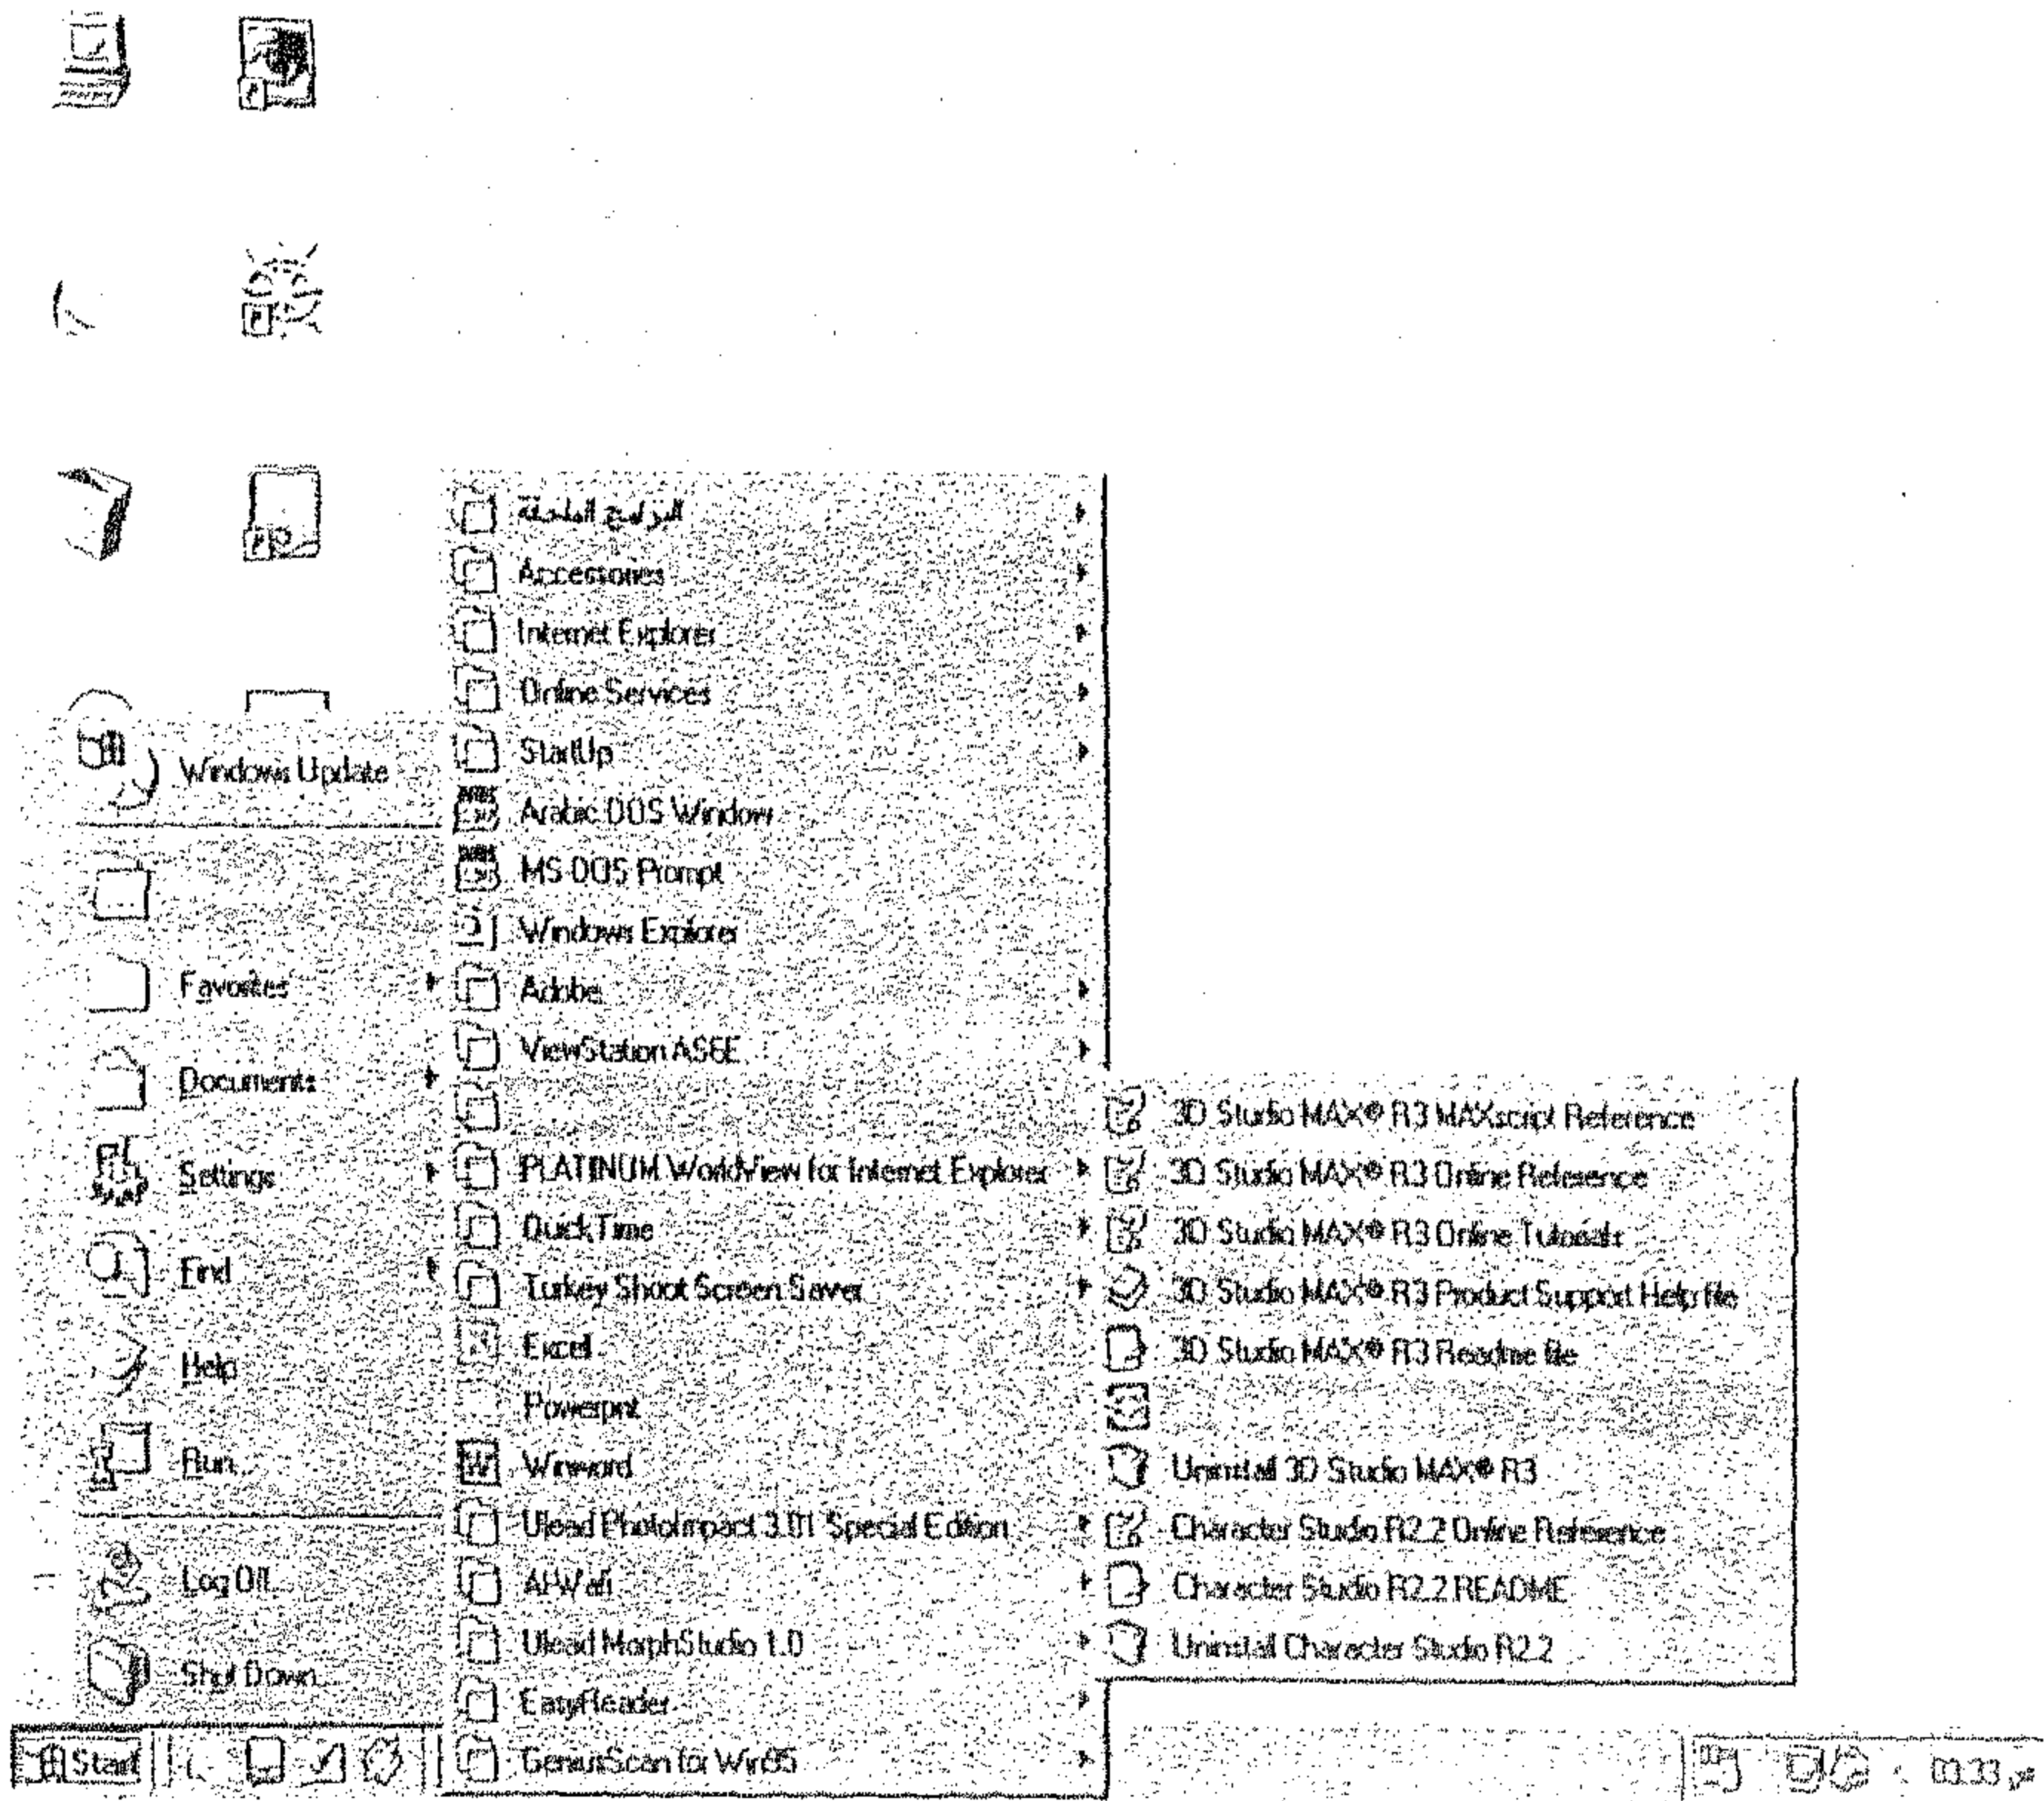 البرامج الملحقة
Accessories
Internet Explorer
Online Services
StartUp
Arabic DOS Window
MS-DOS Prompt
Windows Explorer
Adobe
ViewStation AS6E
PLATINUM WorldView for Internet Explorer
QuickTime
Turkey Shoot Screen Saver
Excel
Powerpnt
Winword
Ulead PhotoImpact 3.01 Special Edition
Ulead MorphStudio 1.0
EasyReader
GeniusScan for Win95
Windows Update
Favorites
Documents
Settings
Find
Help
Run...
Log Off...
Shut Down...
3D Studio MAX® R3 MAXscript Reference
3D Studio MAX® R3 Online Reference
3D Studio MAX® R3 Online Tutorials
3D Studio MAX® R3 Product Support Help file
3D Studio MAX® R3 Readme file
Uninstall 3D Studio MAX® R3
Character Studio R2.2 Online Reference
Character Studio R2.2 README
Uninstall Character Studio R2.2
Start
03:33 ص